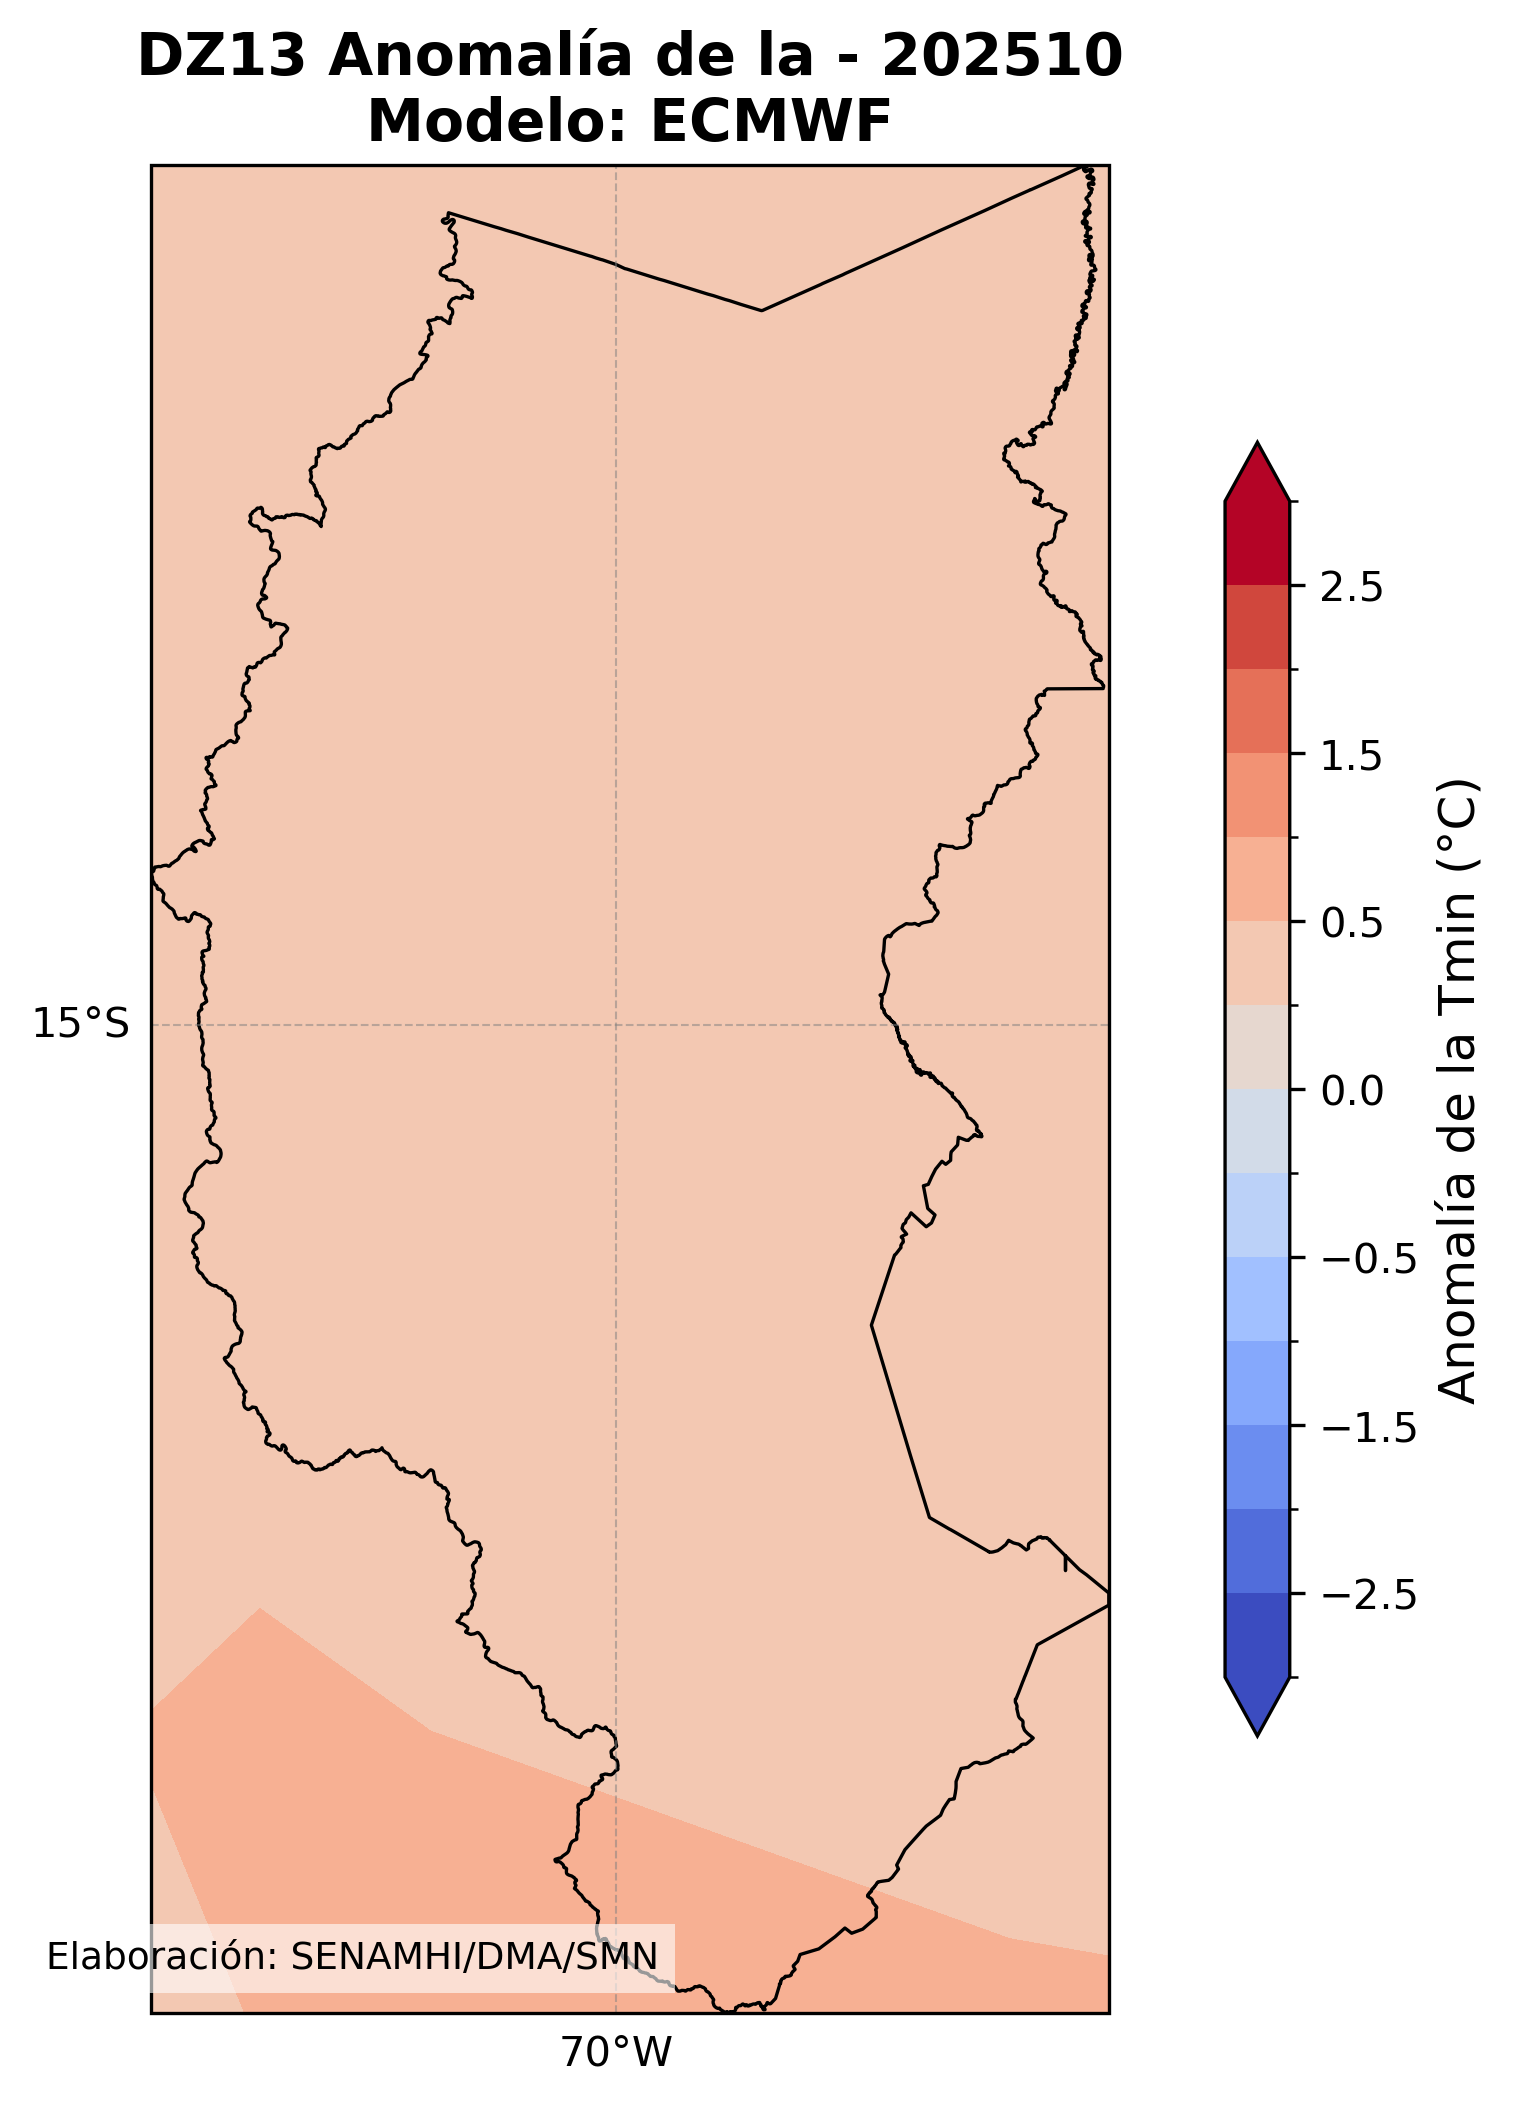 DZ13 Anomalía de la - 202510
Modelo: ECMWF
2.5
1.5
0.5
0.0
−0.5
−1.5
−2.5
Anomalía de la Tmin (°C)
15°S
Elaboración: SENAMHI/DMA/SMN
70°W